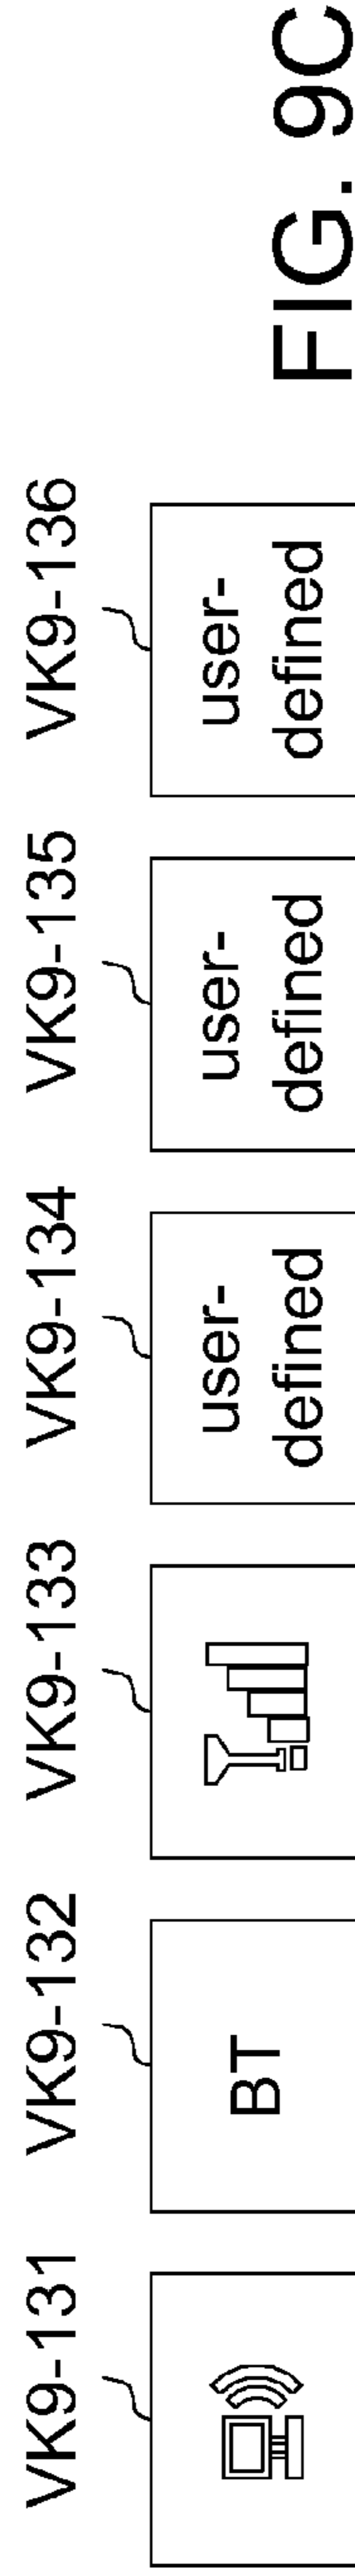 VK9-131
VK9-132
VK9-133
VK9-134
VK9-135
VK9-136
BT
user-
defined
user-
defined
user-
defined
FIG. 9C